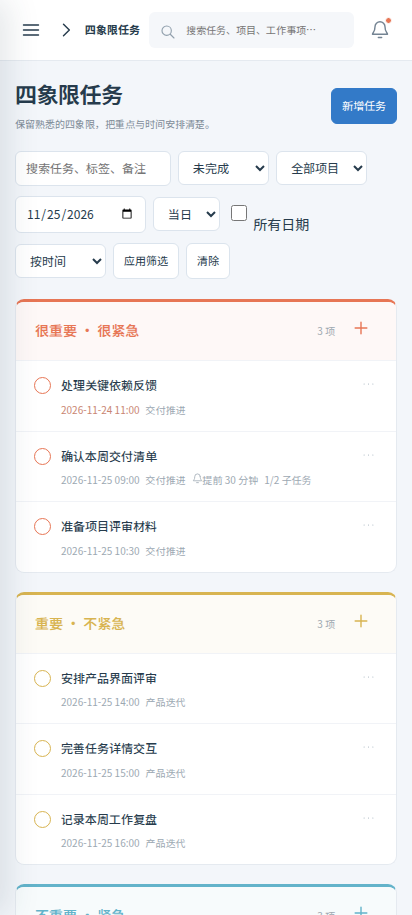 四象限任务
搜索任务、项目、工作事项…
四象限任务
保留熟悉的四象限，把重点与时间安排清楚。
新增任务
搜索任务、标签、备注
未完成
全部项目
11/25/2026
当日
所有日期
按时间
应用筛选
清除
很重要 · 很紧急
3 项
处理关键依赖反馈
2026-11-24 11:00 交付推进
确认本周交付清单
2026-11-25 09:00 交付推进 提前 30 分钟 1/2 子任务
准备项目评审材料
2026-11-25 10:30 交付推进
重要 · 不紧急
3 项
安排产品界面评审
2026-11-25 14:00 产品迭代
完善任务详情交互
2026-11-25 15:00 产品迭代
记录本周工作复盘
2026-11-25 16:00 产品迭代
不重要 · 紧急